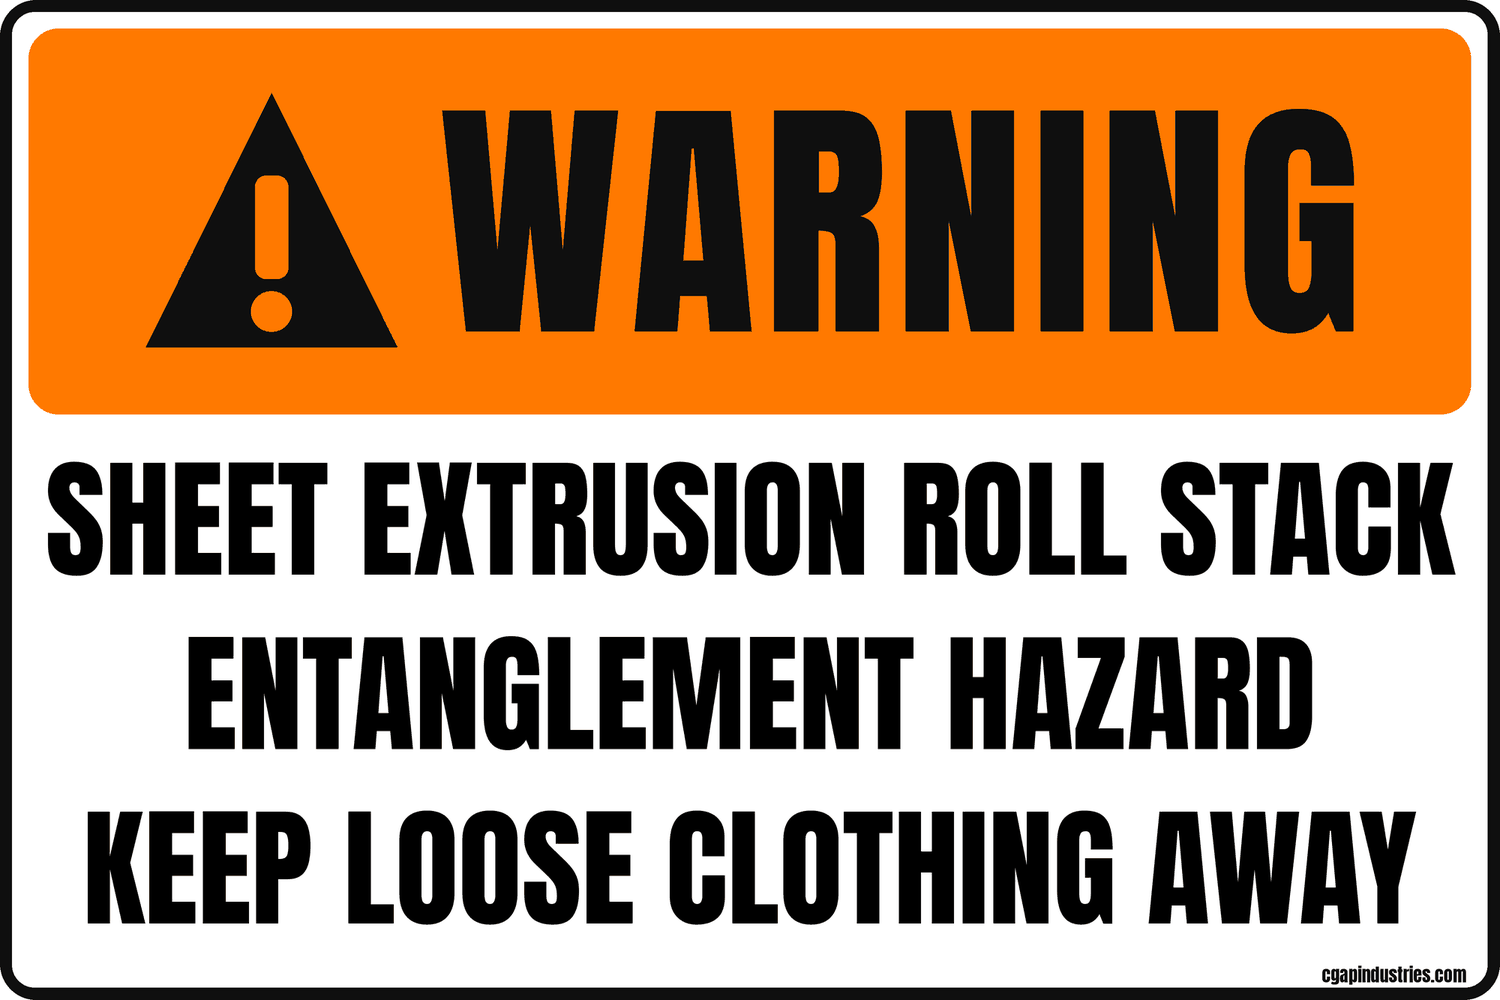 WARNING
SHEET EXTRUSION ROLL STACK
ENTANGLEMENT HAZARD
KEEP LOOSE CLOTHING AWAY
cgapindustries.com